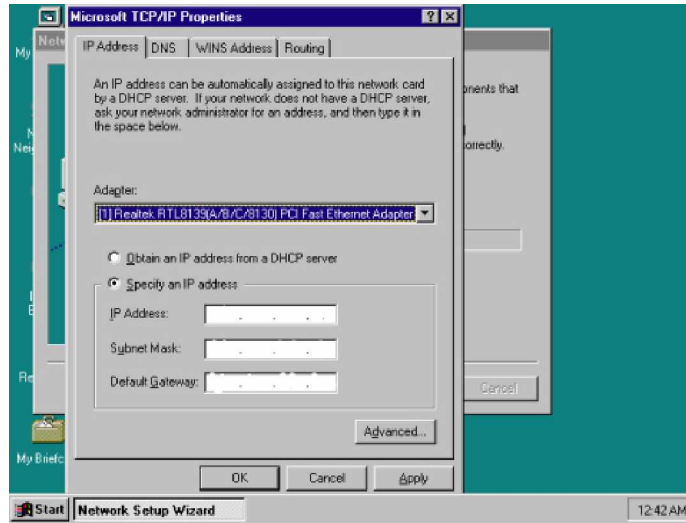 Microsoft TCP/IP Properties
IP Address DNS WINS Address Routing
An IP address can be automatically assigned to this network card
by a DHCP server. If your network does not have a DHCP server,
ask your network administrator for an address, and then type it in
the space below.
Adapter:
[1] Realtek RTL8139(A/B/C/8130) PCI Fast Ethernet Adapter
Obtain an IP address from a DHCP server
Specify an IP address
IP Address:
Subnet Mask:
Default Gateway:
Advanced...
OK Cancel Apply
Netw
onents that
orrectly.
Cancel
My
N
Nei
Re
My Briefc
Start Network Setup Wizard 12:42 AM